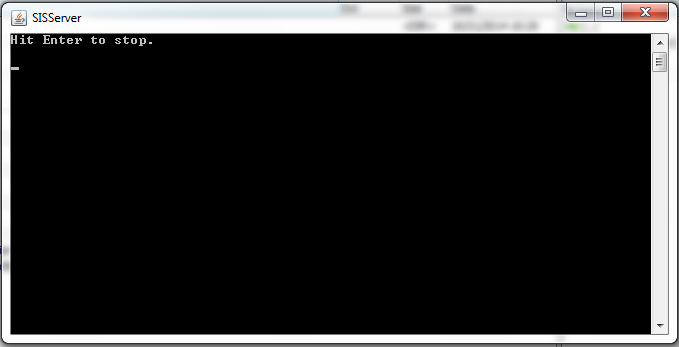 SISServer
Hit Enter to stop.